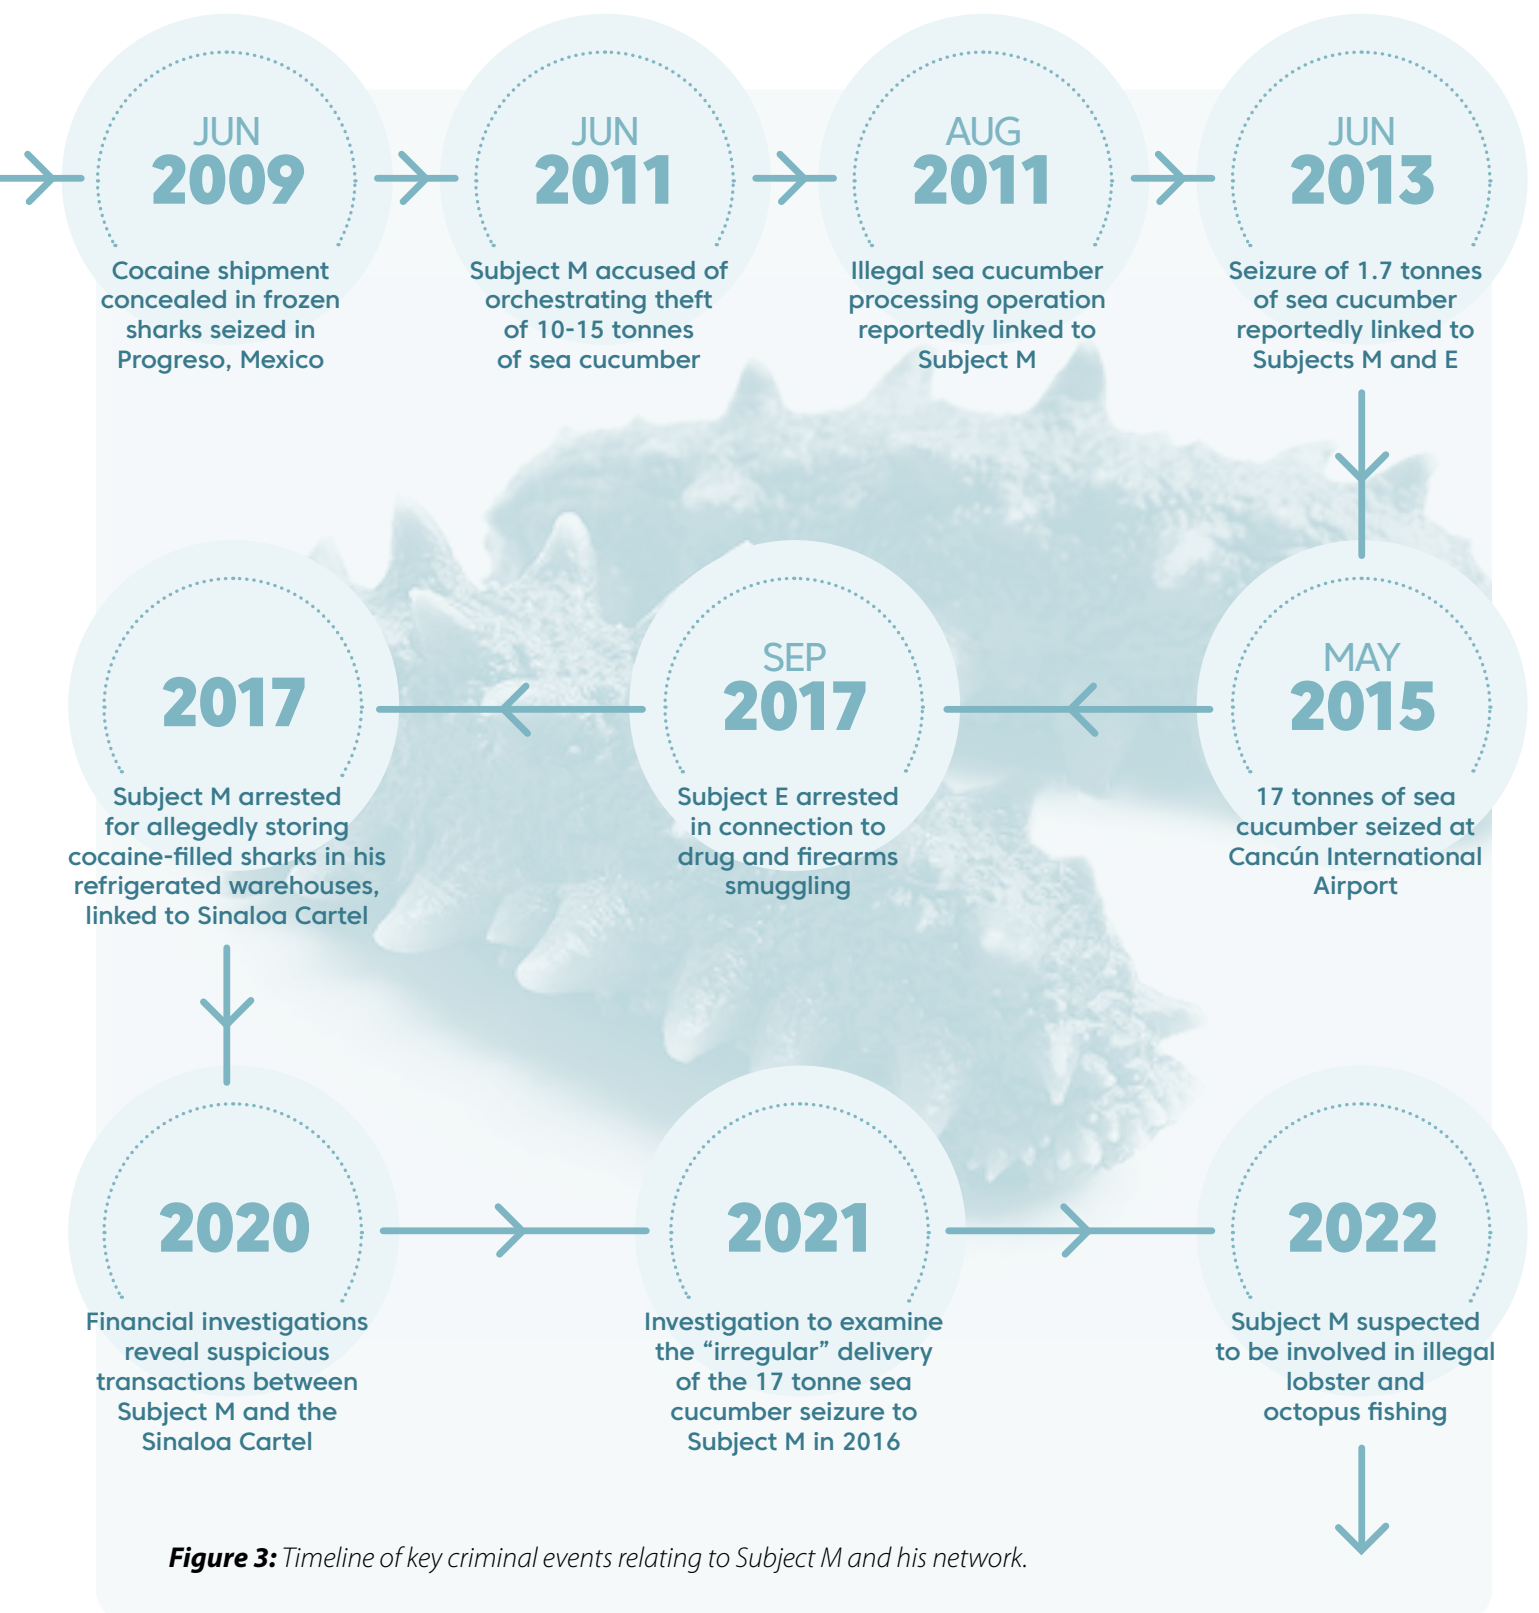 JUN
2009
Cocaine shipment
concealed in frozen
sharks seized in
Progreso, Mexico
JUN
2011
Subject M accused of
orchestrating theft
of 10-15 tonnes
of sea cucumber
AUG
2011
Illegal sea cucumber
processing operation
reportedly linked to
Subject M
JUN
2013
Seizure of 1.7 tonnes
of sea cucumber
reportedly linked to
Subjects M and E
MAY
2015
17 tonnes of sea
cucumber seized at
Cancún International
Airport
SEP
2017
Subject E arrested
in connection to
drug and firearms
smuggling
2017
Subject M arrested
for allegedly storing
cocaine-filled sharks in his
refrigerated warehouses,
linked to Sinaloa Cartel
2020
Financial investigations
reveal suspicious
transactions between
Subject M and the
Sinaloa Cartel
2021
Investigation to examine
the “irregular” delivery
of the 17 tonne sea
cucumber seizure to
Subject M in 2016
2022
Subject M suspected
to be involved in illegal
lobster and
octopus fishing
Figure 3: Timeline of key criminal events relating to Subject M and his network.